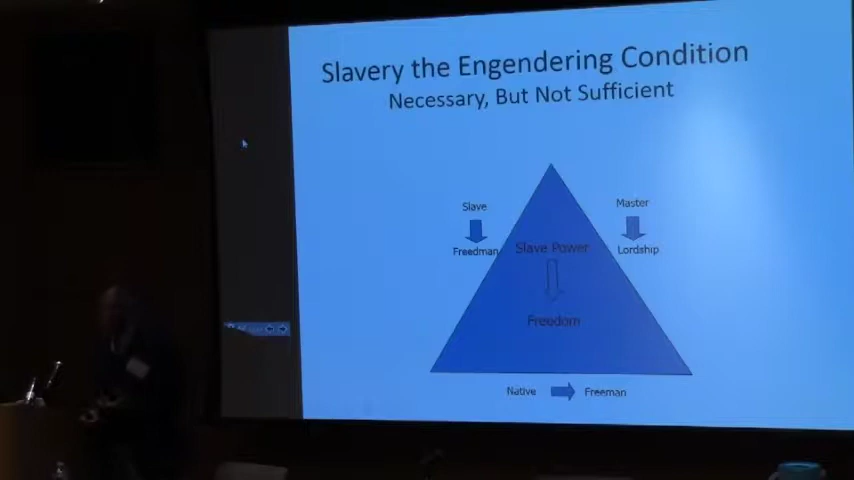 Slavery the Engendering Condition
Necessary, But Not Sufficient
Slave
Freedman
Master
Lordship
Slave Power
Freedom
Native
Freeman